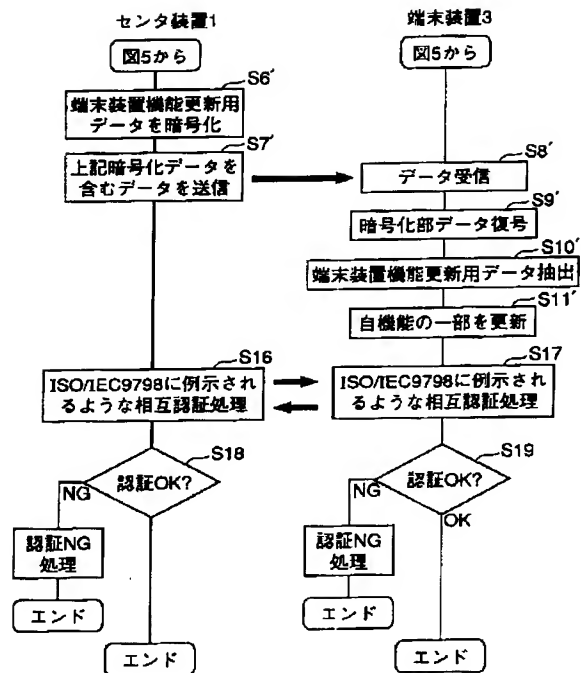 センタ装置1
端末装置3
図5から
図5から
S6′
端末装置機能更新用
データを暗号化
S7′
上記暗号化データを
含むデータを送信
S8′
データ受信
S9′
暗号化部データ復号
S10′
端末装置機能更新用データ抽出
S11′
自機能の一部を更新
S16
ISO/IEC9798に例示され
るような相互認証処理
S17
ISO/IEC9798に例示され
るような相互認証処理
S18
認証OK?
NG
認証NG
処理
エンド
エンド
S19
認証OK?
NG
OK
認証NG
処理
エンド
エンド